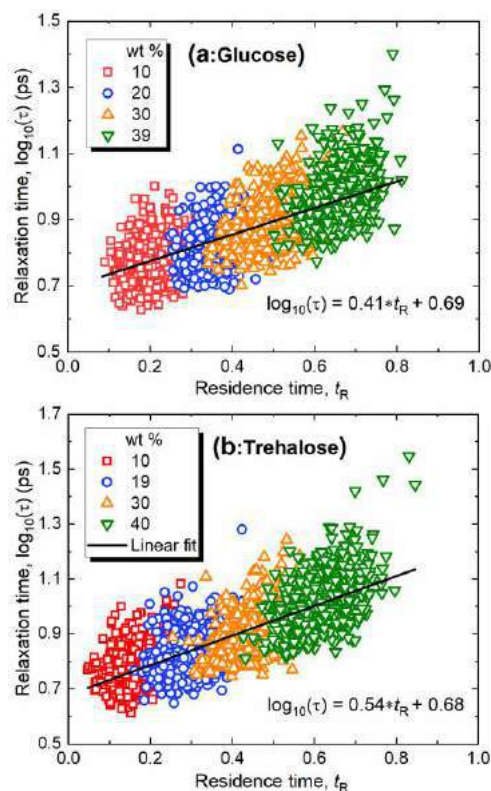 1.5
1.3
1.1
0.9
0.7
0.5
Relaxation time, log10(τ) (ps)
(a:Glucose)
wt %
10
20
30
39
log10(τ) = 0.41*tR + 0.69
0.0 0.2 0.4 0.6 0.8 1.0
Residence time, tR
1.7
1.5
1.3
1.1
0.9
0.7
0.5
Relaxation time, log10(τ) (ps)
(b:Trehalose)
wt %
10
19
30
40
Linear fit
log10(τ) = 0.54*tR + 0.68
0.0 0.2 0.4 0.6 0.8 1.0
Residence time, tR